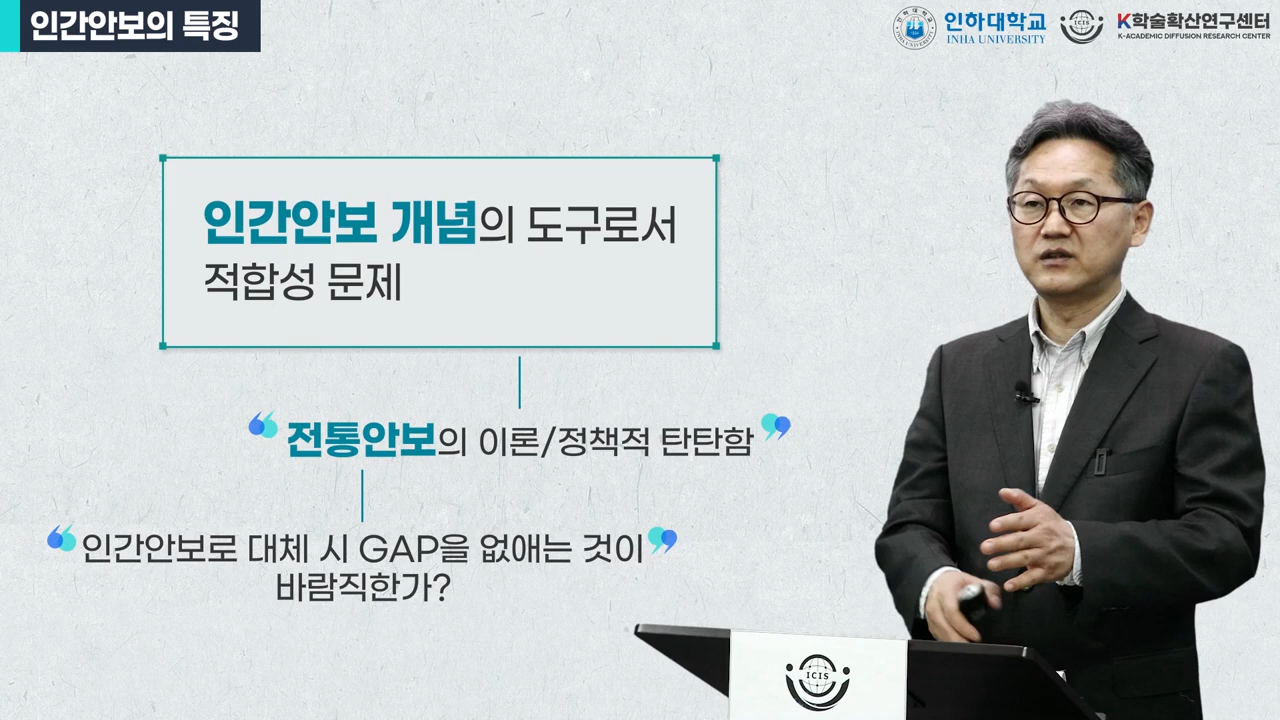 인간안보의 특징
인하대학교
INHA UNIVERSITY
ICIS
K학술확산연구센터
K-ACADEMIC DIFFUSION RESEARCH CENTER
인간안보 개념의 도구로서
적합성 문제
“전통안보의 이론/정책적 탄탄함”
“인간안보로 대체 시 GAP을 없애는 것이”
바람직한가?
ICIS